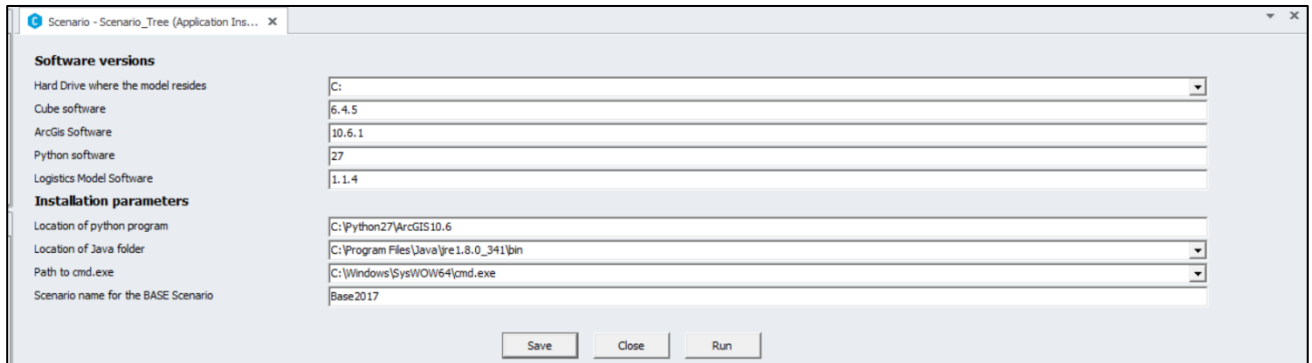 Scenario - Scenario_Tree (Application Ins... X
Software versions
Hard Drive where the model resides C:
Cube software 6.4.5
ArcGis Software 10.6.1
Python software 27
Logistics Model Software 1.1.4
Installation parameters
Location of python program C:\Python27\ArcGIS10.6
Location of Java folder C:\Program Files\Java\jre1.8.0_341\bin
Path to cmd.exe C:\Windows\SysWOW64\cmd.exe
Scenario name for the BASE Scenario Base2017
Save Close Run